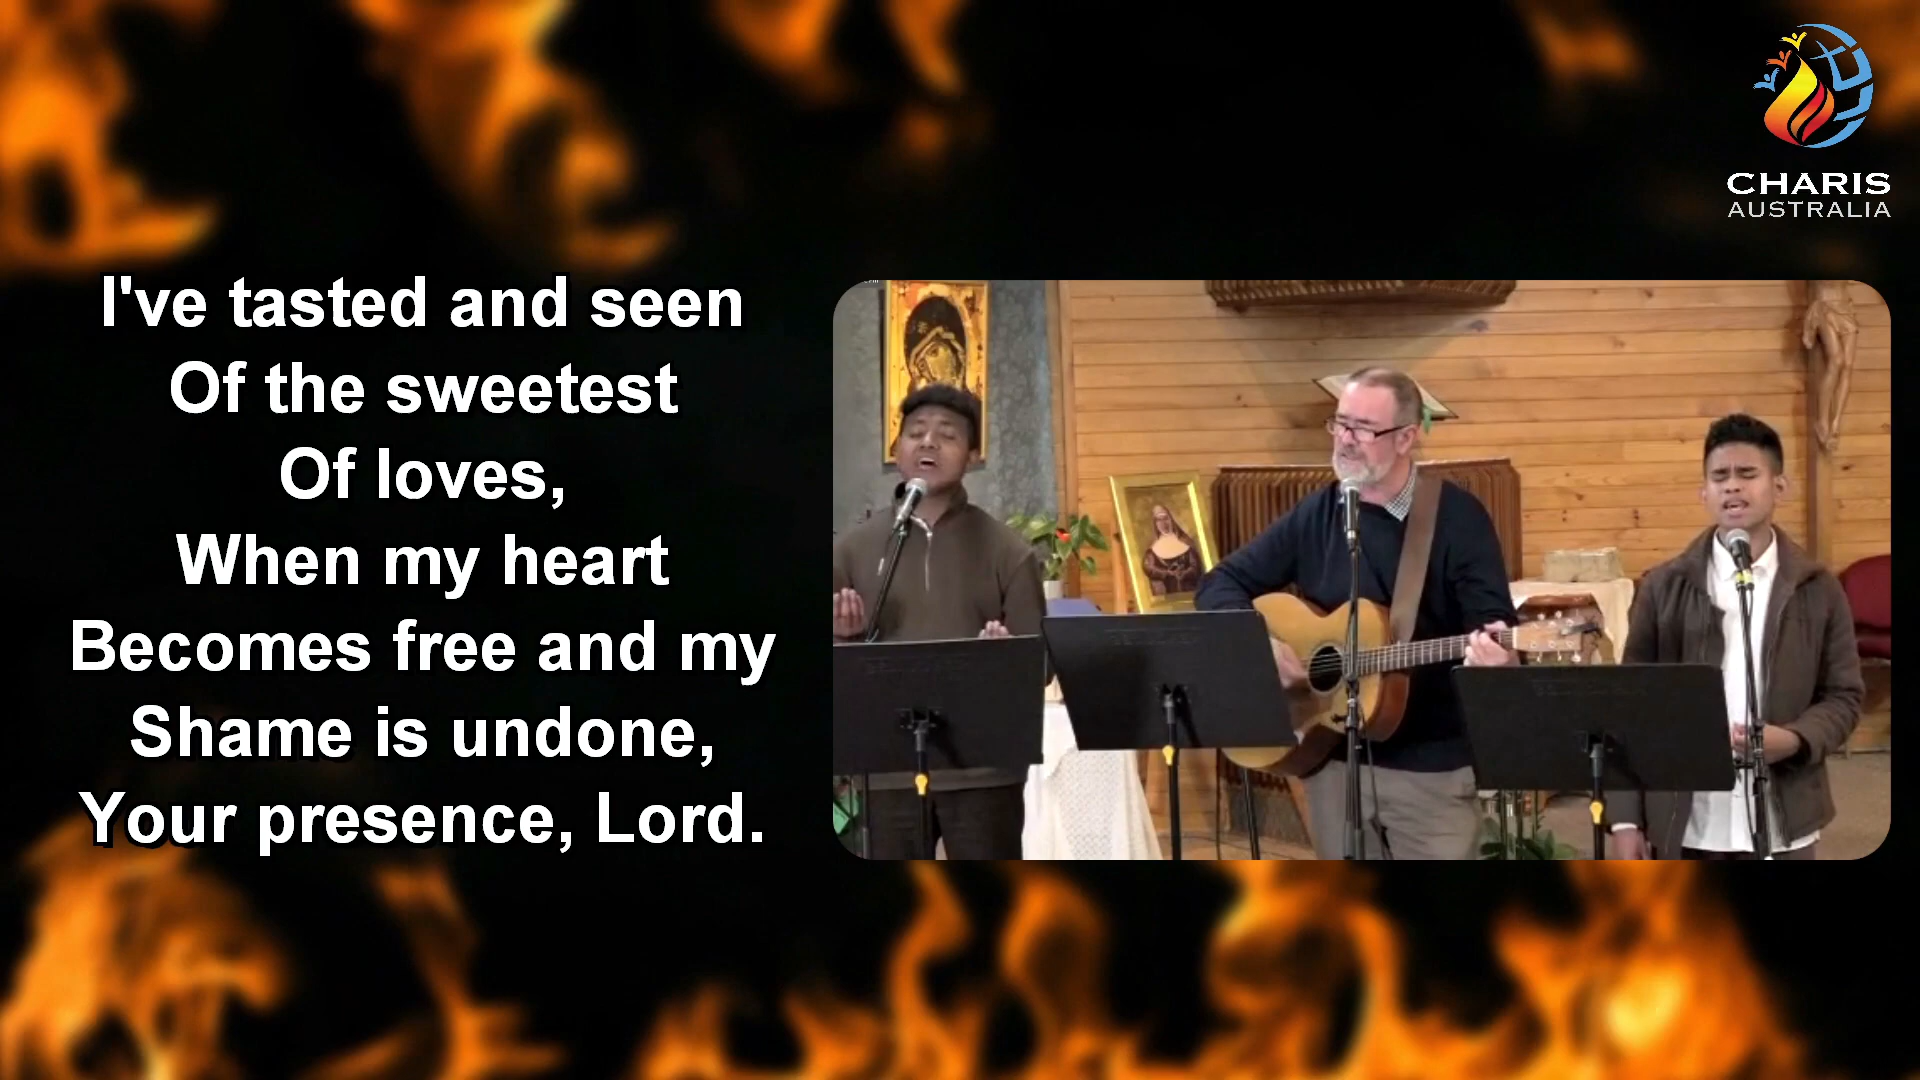 I've tasted and seen
Of the sweetest
Of loves,
When my heart
Becomes free and my
Shame is undone,
Your presence, Lord.
CHARIS
AUSTRALIA